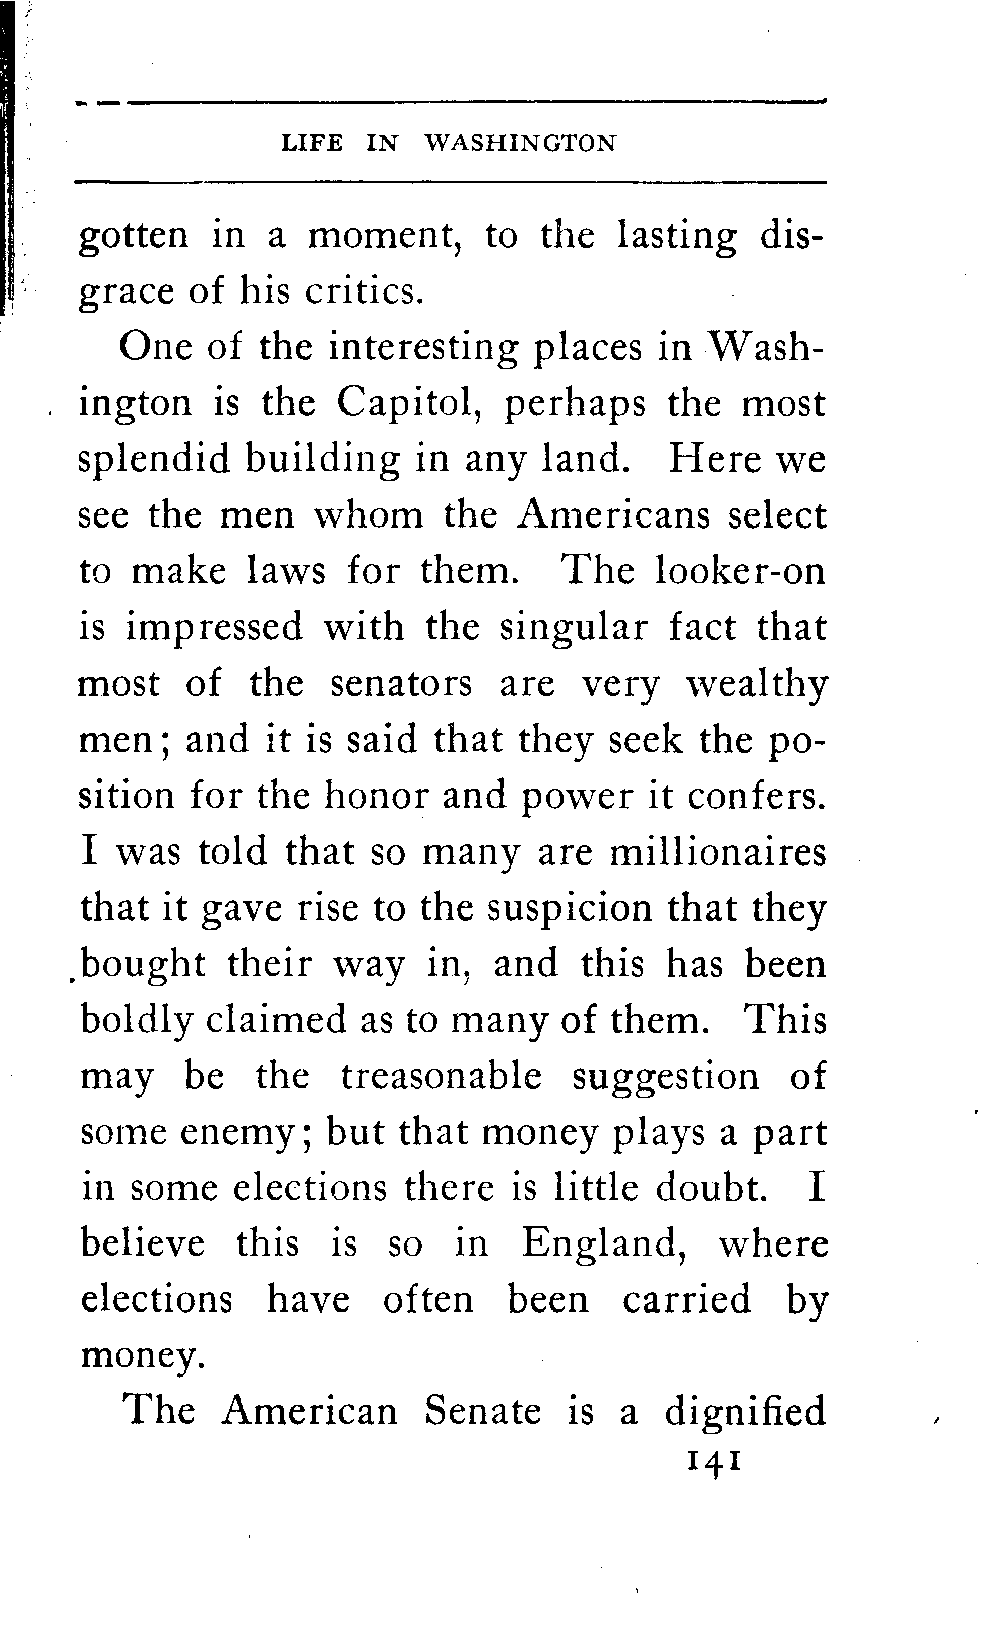 LIFE IN WASHINGTON
gotten in a moment, to the lasting dis-
grace of his critics.
One of the interesting places in Wash-
ington is the Capitol, perhaps the most
splendid building in any land. Here we
see the men whom the Americans select
to make laws for them. The looker-on
is impressed with the singular fact that
most of the senators are very wealthy
men; and it is said that they seek the po-
sition for the honor and power it confers.
I was told that so many are millionaires
that it gave rise to the suspicion that they
bought their way in, and this has been
boldly claimed as to many of them. This
may be the treasonable suggestion of
some enemy; but that money plays a part
in some elections there is little doubt. I
believe this is so in England, where
elections have often been carried by
money.
The American Senate is a dignified
141